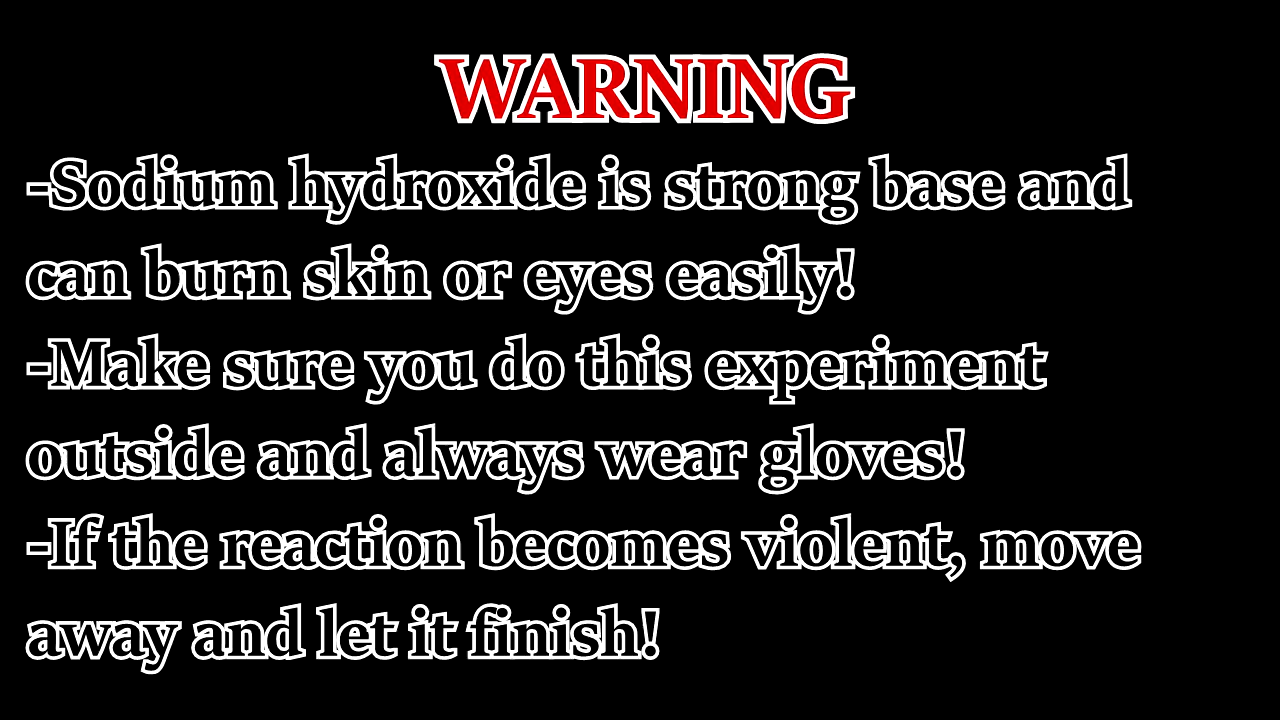 WARNING
-Sodium hydroxide is strong base and
can burn skin or eyes easily!
-Make sure you do this experiment
outside and always wear gloves!
-If the reaction becomes violent, move
away and let it finish!